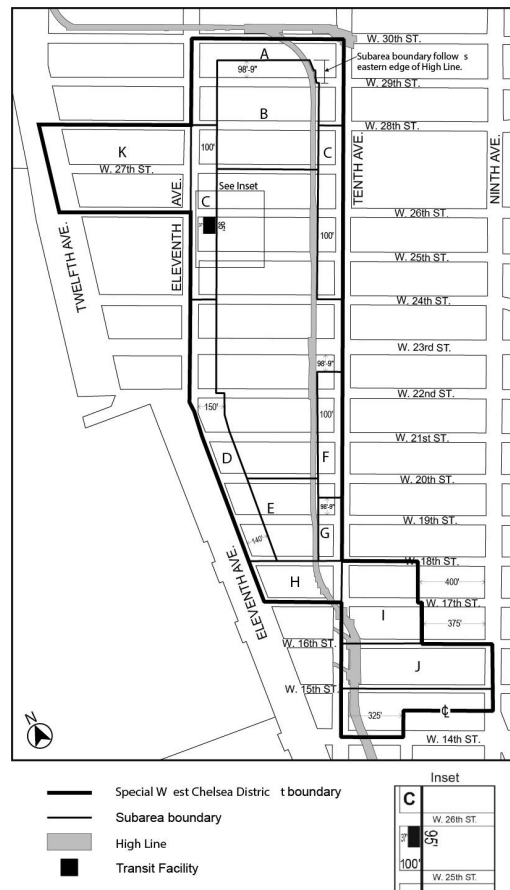 W. 30th ST.
A
Subarea boundary follow s
eastern edge of High Line.
98'-9"
W. 29th ST.
B
W. 28th ST.
K
100'
C
W. 27th ST.
TENTH AVE.
NINTH AVE.
See Inset
AVE.
C
W. 26th ST.
95'
ELEVENTH
100'
TWELFTH AVE.
W. 25th ST.
W. 24th ST.
W. 23rd ST.
98'-9"
W. 22nd ST.
150'
100'
W. 21st ST.
D
F
W. 20th ST.
E
98'-9"
W. 19th ST.
140'
G
W. 18th ST.
H
400'
ELEVENTH AVE.
W. 17th ST.
I
375'
W. 16th ST.
J
W. 15th ST.
325'
℄
W. 14th ST.
N
Inset
Special W est Chelsea Distric t boundary
C
Subarea boundary
W. 26th ST.
High Line
37'
95'
Transit Facility
100'
W. 25th ST.